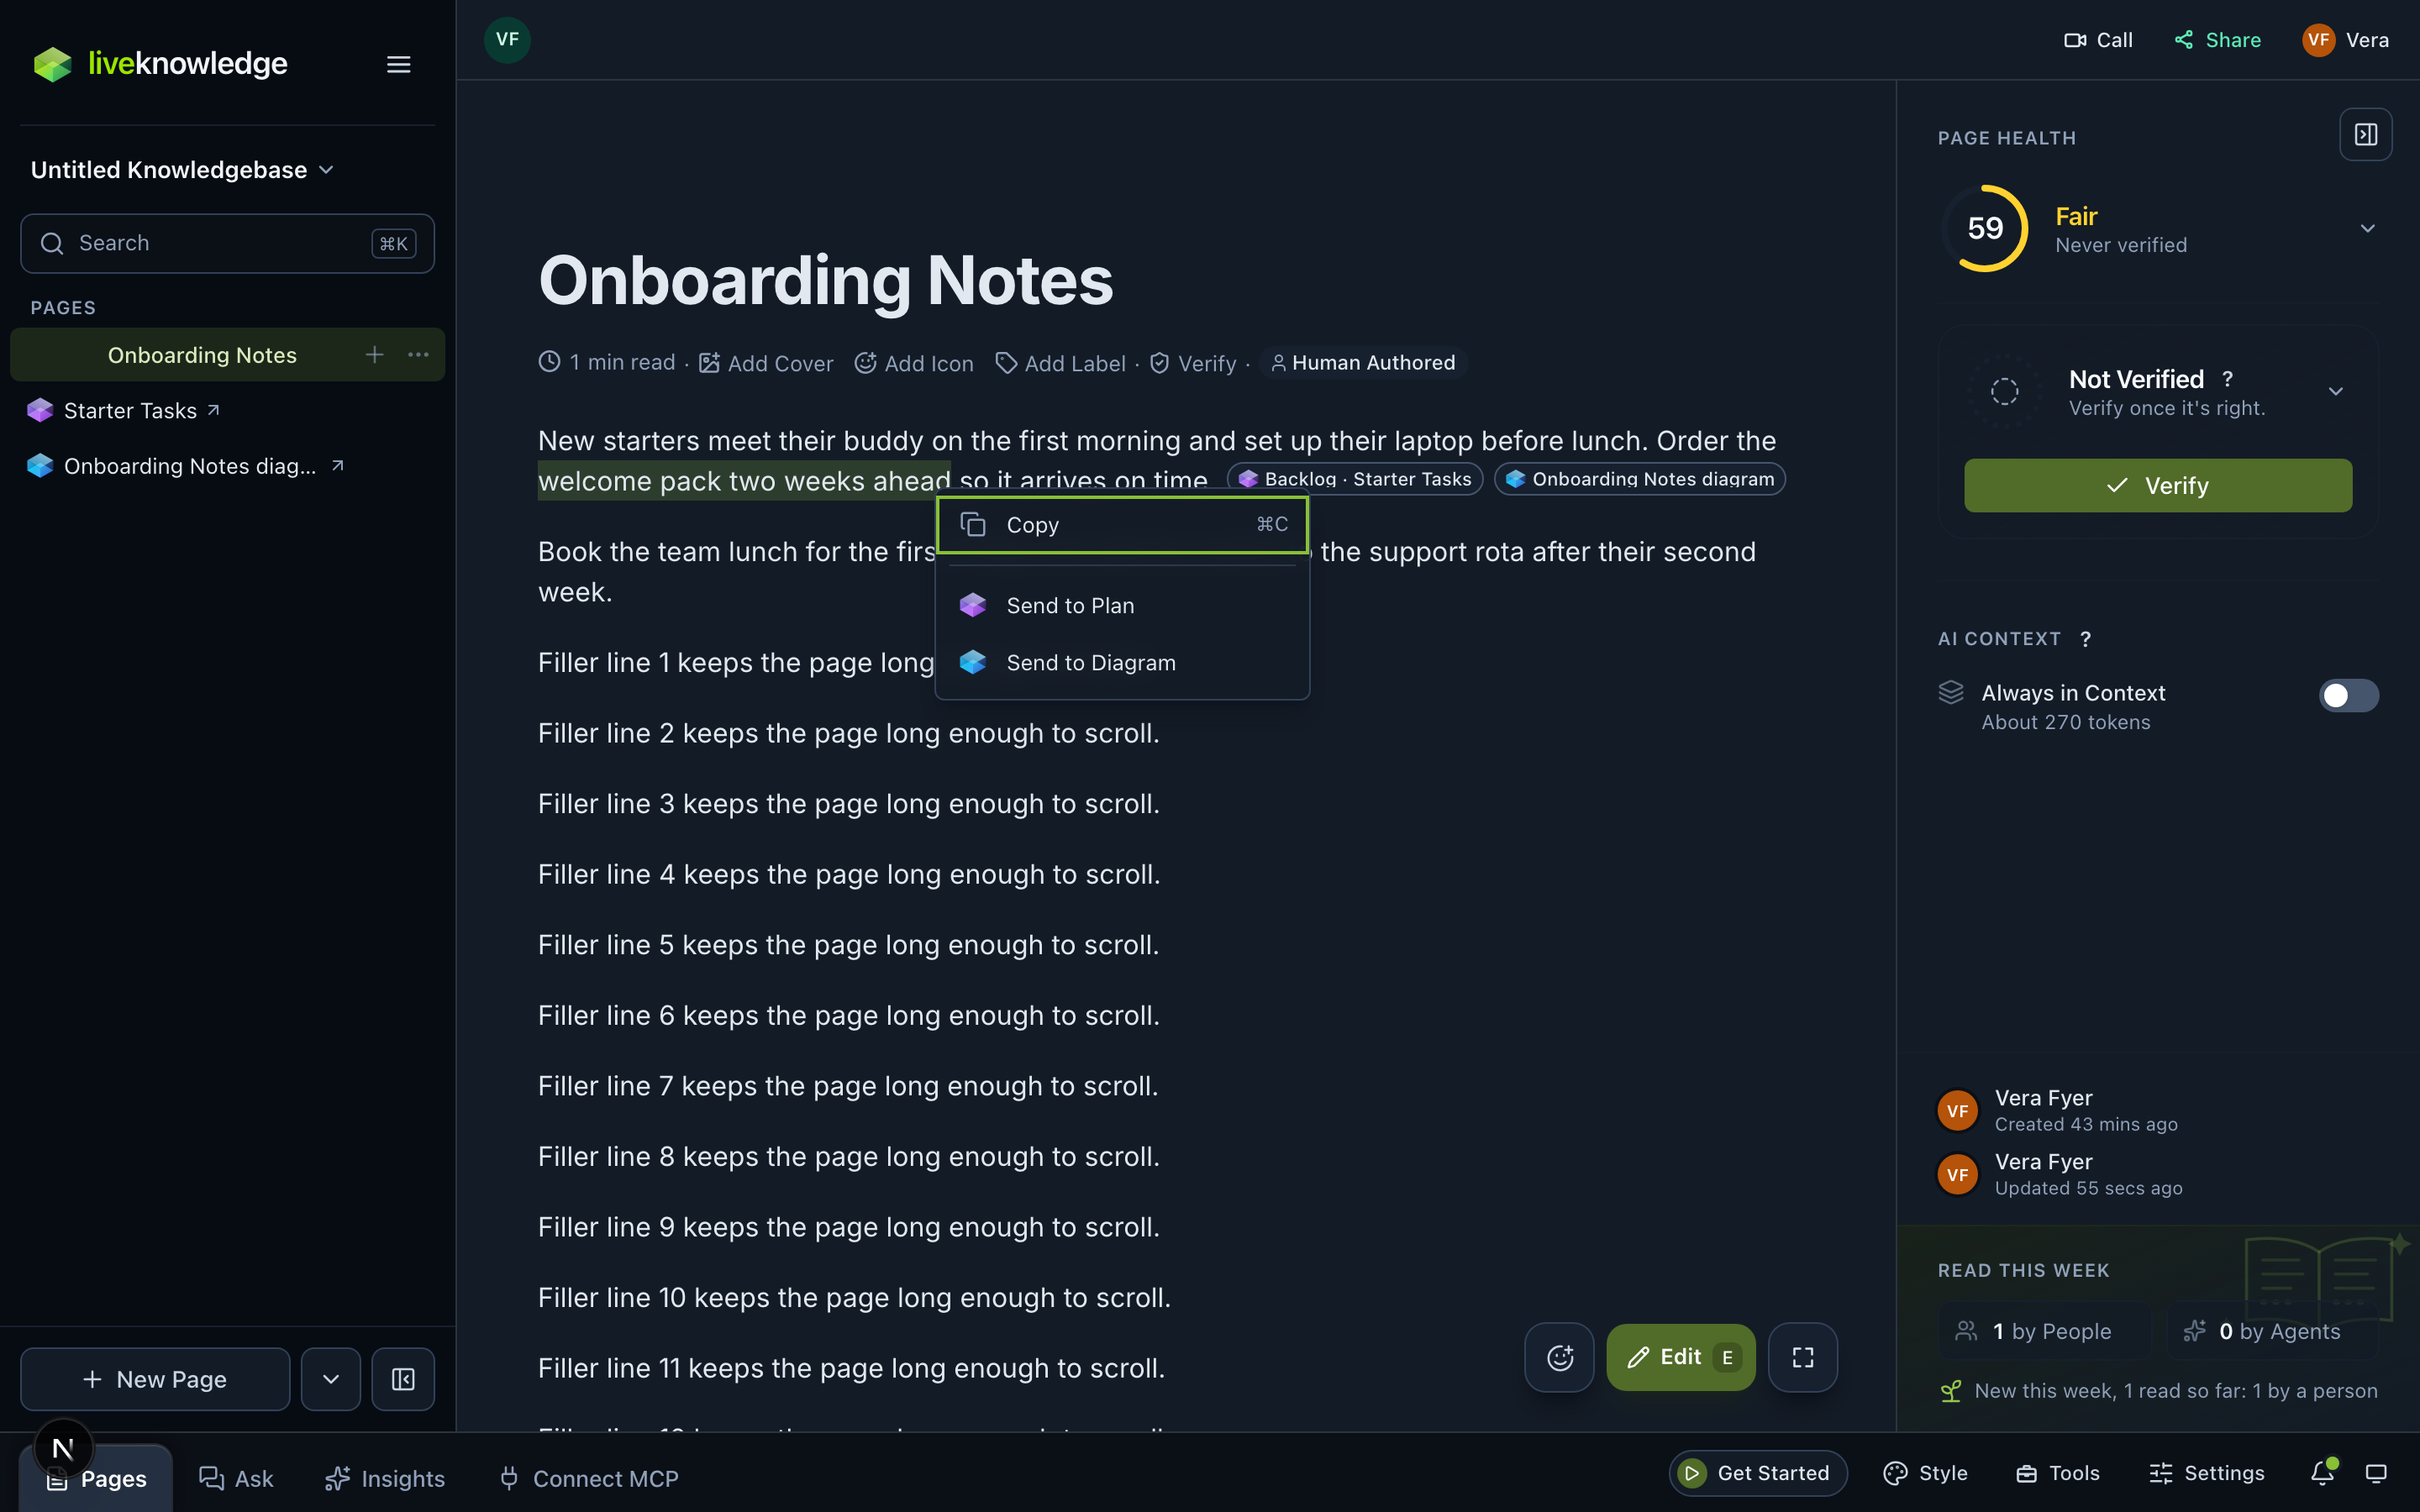 liveknowledge
VF
Call
Share
VF Vera
Untitled Knowledgebase
Search ⌘K
PAGES
Onboarding Notes
Starter Tasks
Onboarding Notes diag...
Onboarding Notes
1 min read · Add Cover Add Icon Add Label · Verify · Human Authored
New starters meet their buddy on the first morning and set up their laptop before lunch. Order the
welcome pack two weeks ahead so it arrives on time Backlog · Starter Tasks Onboarding Notes diagram
Copy ⌘C
Send to Plan
Send to Diagram
Book the team lunch for the firs the support rota after their second
week.
Filler line 1 keeps the page long
Filler line 2 keeps the page long enough to scroll.
Filler line 3 keeps the page long enough to scroll.
Filler line 4 keeps the page long enough to scroll.
Filler line 5 keeps the page long enough to scroll.
Filler line 6 keeps the page long enough to scroll.
Filler line 7 keeps the page long enough to scroll.
Filler line 8 keeps the page long enough to scroll.
Filler line 9 keeps the page long enough to scroll.
Filler line 10 keeps the page long enough to scroll.
Filler line 11 keeps the page long enough to scroll.
Edit E
PAGE HEALTH
59
Fair
Never verified
Not Verified ?
Verify once it's right.
Verify
AI CONTEXT ?
Always in Context
About 270 tokens
VF Vera Fyer
Created 43 mins ago
VF Vera Fyer
Updated 55 secs ago
READ THIS WEEK
1 by People
0 by Agents
New this week, 1 read so far: 1 by a person
New Page
N
Pages
Ask
Insights
Connect MCP
Get Started
Style
Tools
Settings